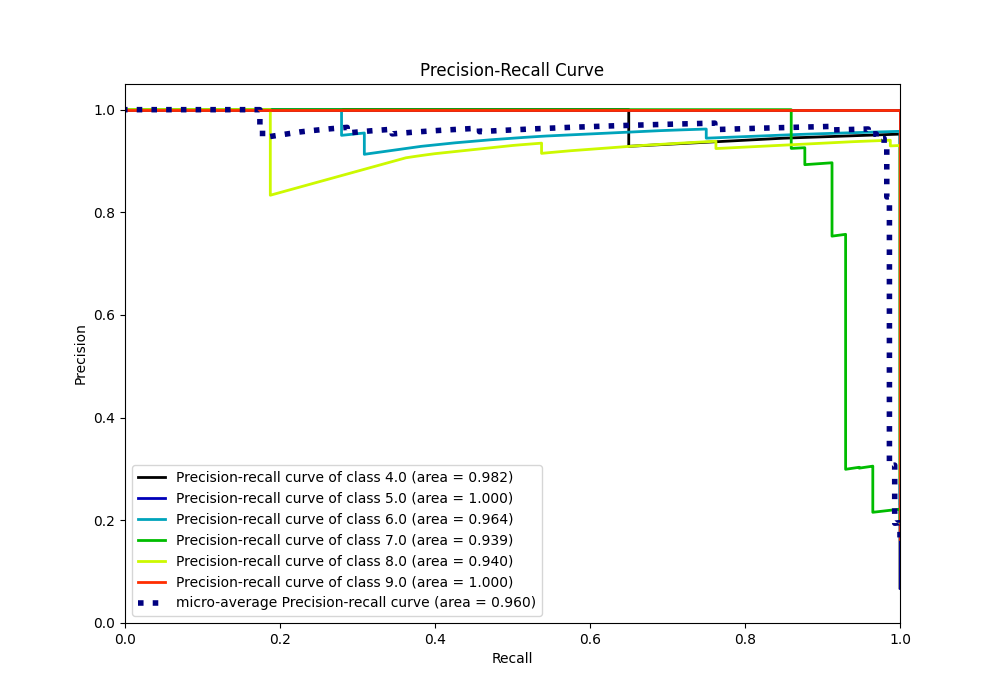 Precision-Recall Curve
1.0
0.8
0.6
0.4
0.2
0.0
Precision
Precision-recall curve of class 4.0 (area = 0.982)
Precision-recall curve of class 5.0 (area = 1.000)
Precision-recall curve of class 6.0 (area = 0.964)
Precision-recall curve of class 7.0 (area = 0.939)
Precision-recall curve of class 8.0 (area = 0.940)
Precision-recall curve of class 9.0 (area = 1.000)
micro-average Precision-recall curve (area = 0.960)
0.0 0.2 0.4 0.6 0.8 1.0
Recall